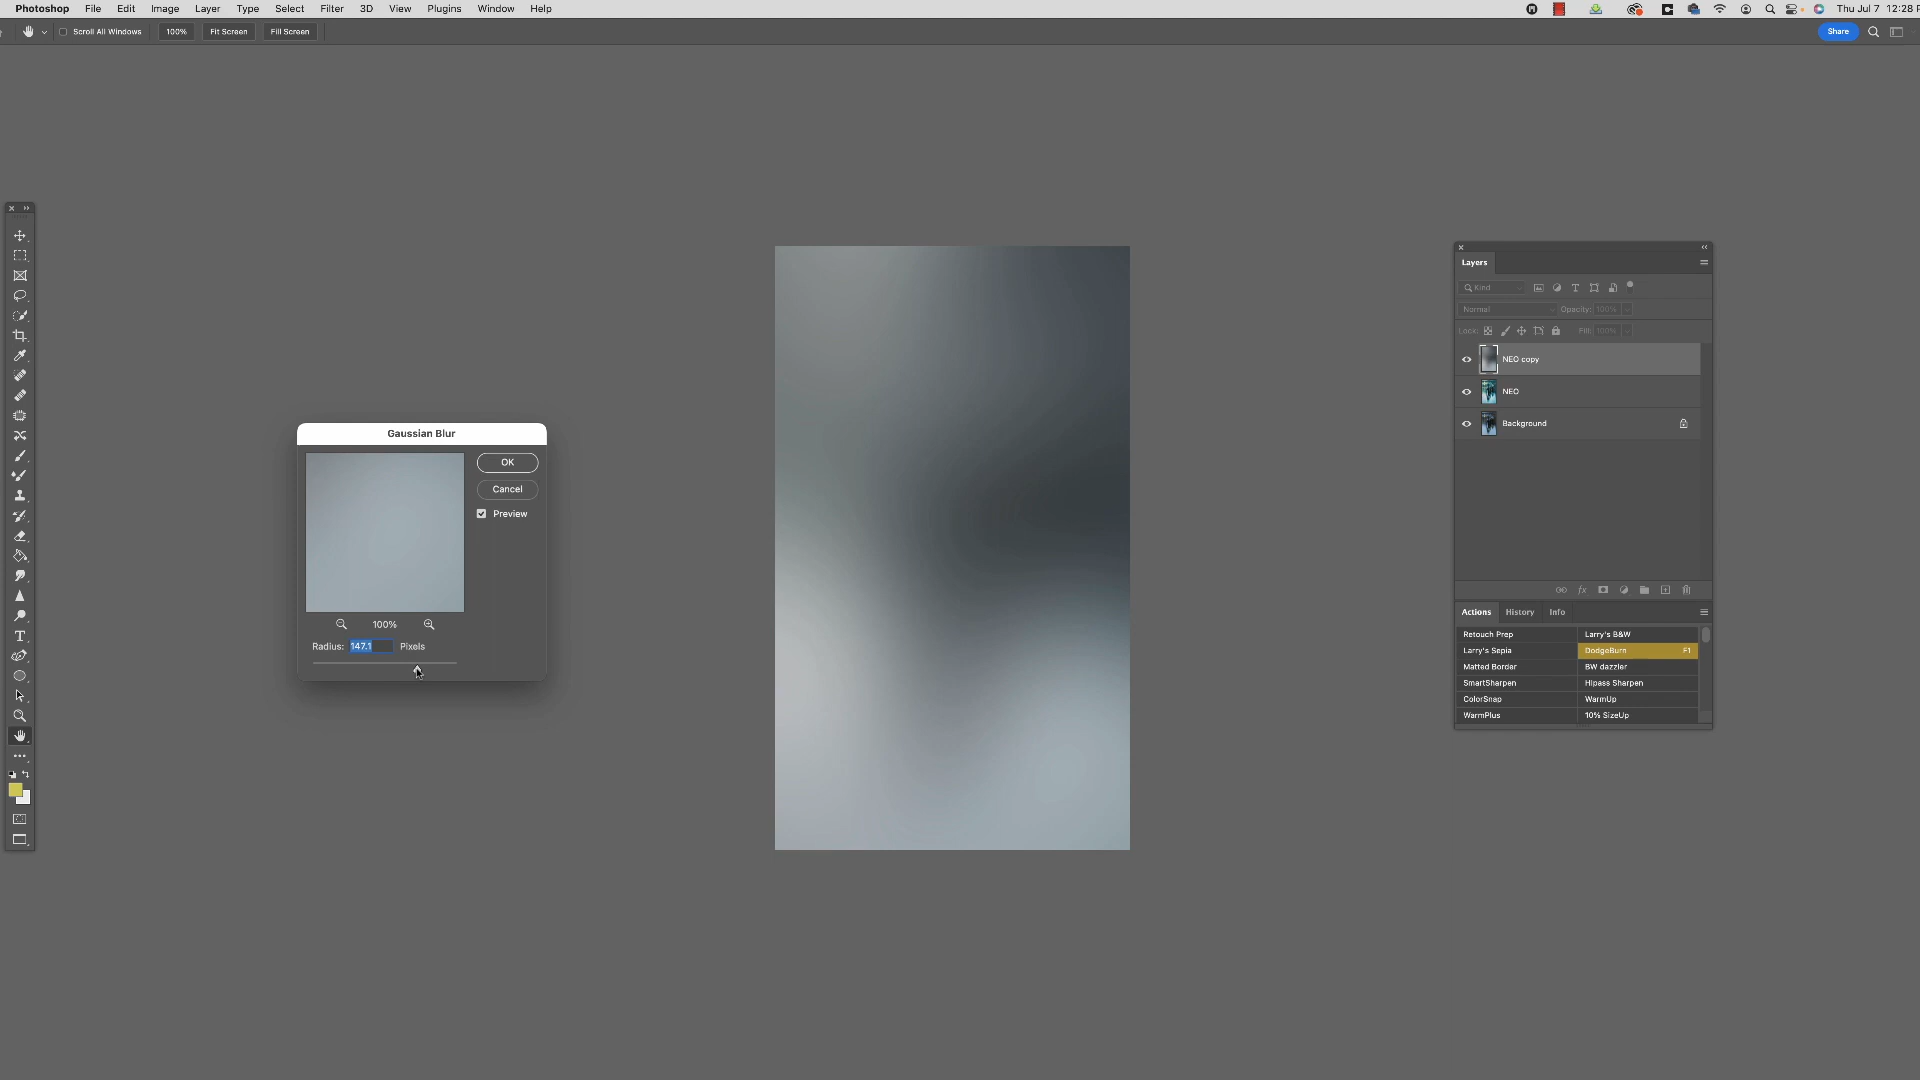 Photoshop File Edit Image Layer Type Select Filter 3D View Plugins Window Help Thu Jul 7 12:28 P
Scroll All Windows 100% Fit Screen Fill Screen Share
Layers
Kind
Normal Opacity: 100%
Lock: Fill: 100%
NEO copy
NEO
Background
Gaussian Blur
OK
Cancel
Preview
100%
Radius: 147.1 Pixels
fx
Actions History Info
Retouch Prep Larry's B&W
Larry's Sepia DodgeBurn F1
Matted Border BW dazzler
SmartSharpen Hipass Sharpen
ColorSnap WarmUp
WarmPlus 10% SizeUp